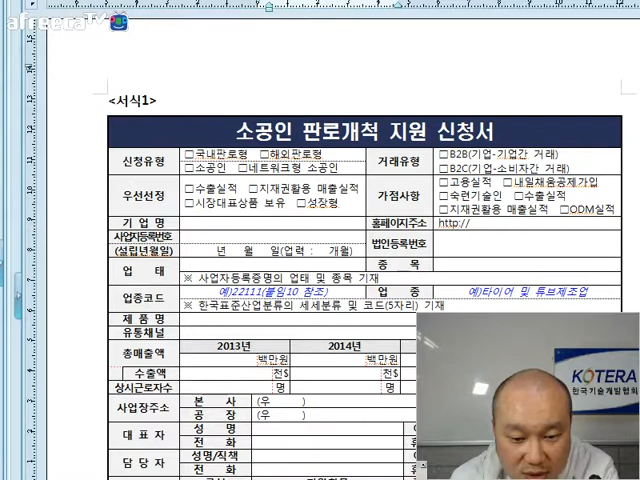 afreecaTV
<서식1>
소공인 판로개척 지원 신청서
신청유형 □국내판로형 □해외판로형 거래유형 □B2B(기업-기업간 거래)
□소공인 □네트워크형 소공인 □B2C(기업-소비자간 거래)
우선선정 □수출실적 □지재권활용 매출실적 가점사항 □고용실적 □내일채움공제가입
□시장대표상품 보유 □성장형 □숙련기술인 □수출실적
□지재권활용 매출실적 □ODM실적
기 업 명 홈페이지주소 http://
사업자등록번호 법인등록번호
(설립년월일) 년 월 일(업력 : 개월)
업 태 종 목
※ 사업자등록증명의 업태 및 종목 기재
업종코드 예)22111(붙임10 참조) 업 종 예)타이어 및 튜브제조업
※ 한국표준산업분류의 세세분류 및 코드(5자리) 기재
제 품 명
유통채널
총매출액 2013년 2014년
백만원 백만원
수출액 천$ 천$
상시근로자수 명 명
사업장주소 본 사 (우 )
공 장 (우 )
대 표 자 성 명
전 화
담 당 자 성명/직책
전 화
KOTERA
한국기술개발협회